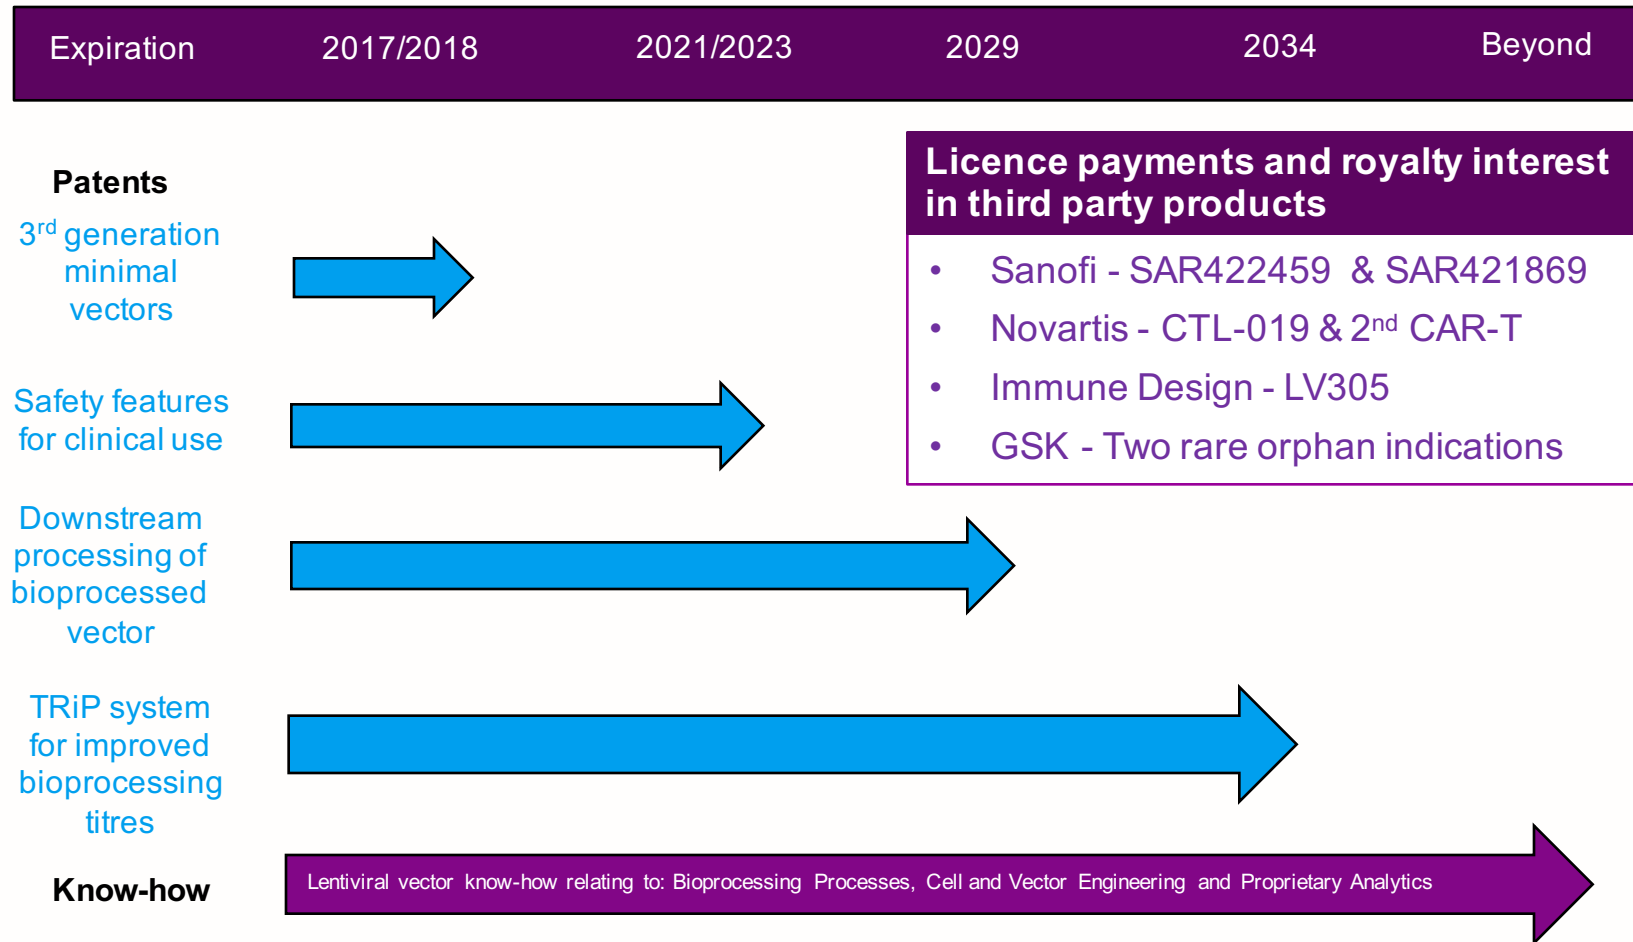 Expiration 2017/2018 2021/2023 2029 2034 Beyond
Patents
3rd generation
minimal
vectors
Safety features
for clinical use
Downstream
processing of
bioprocessed
vector
TRiP system
for improved
bioprocessing
titres
Know-how
Lentiviral vector know-how relating to: Bioprocessing Processes, Cell and Vector Engineering and Proprietary Analytics
Licence payments and royalty interest
in third party products
• Sanofi - SAR422459 & SAR421869
• Novartis - CTL-019 & 2nd CAR-T
• Immune Design - LV305
• GSK - Two rare orphan indications